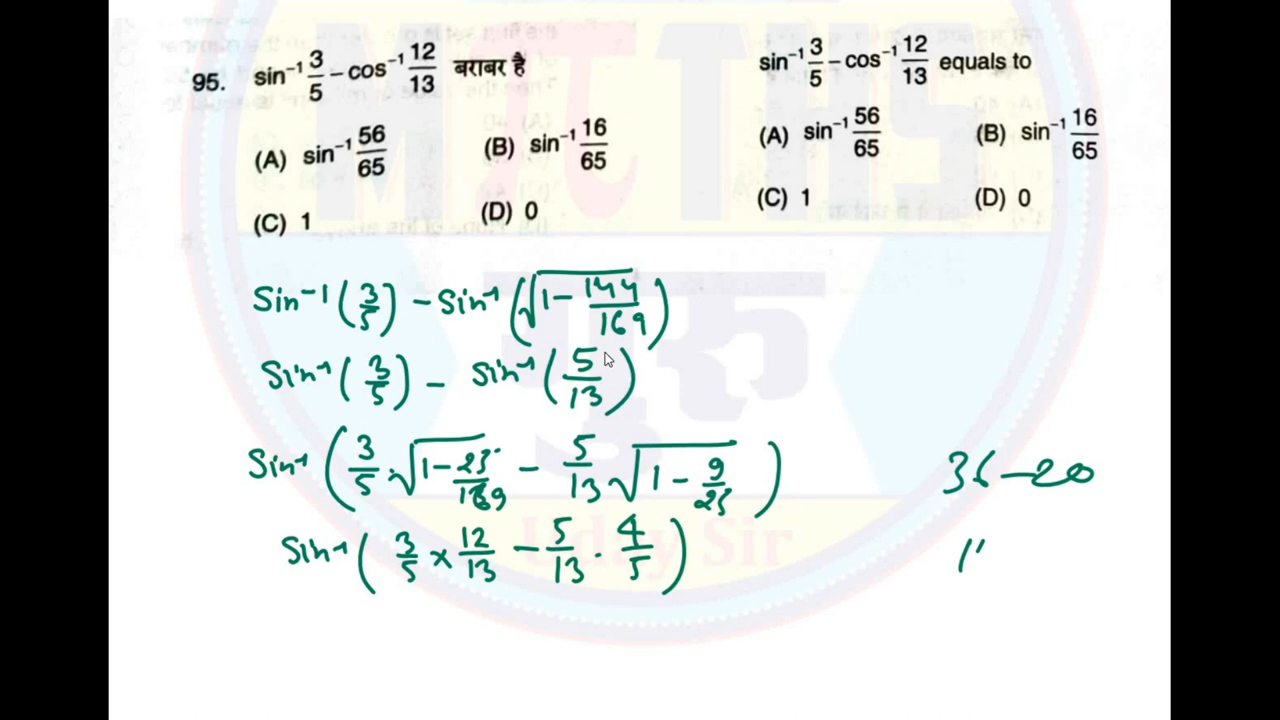 95. sin⁻¹ 3/5 – cos⁻¹ 12/13 बराबर है
(A) sin⁻¹ 56/65 (B) sin⁻¹ 16/65
(C) 1 (D) 0
sin⁻¹ 3/5 – cos⁻¹ 12/13 equals to
(A) sin⁻¹ 56/65 (B) sin⁻¹ 16/65
(C) 1 (D) 0
Sin⁻¹(3/5) – Sin⁻¹(√(1 – 144/169))
Sin⁻¹(3/5) – Sin⁻¹(5/13)
Sin⁻¹(3/5 · √(1 – 25/169) – 5/13 √(1 – 9/25))
36 – 20
Sin⁻¹(3/5 × 12/13 – 5/13 · 4/5)
MATHS
गुरु
Uday Sir